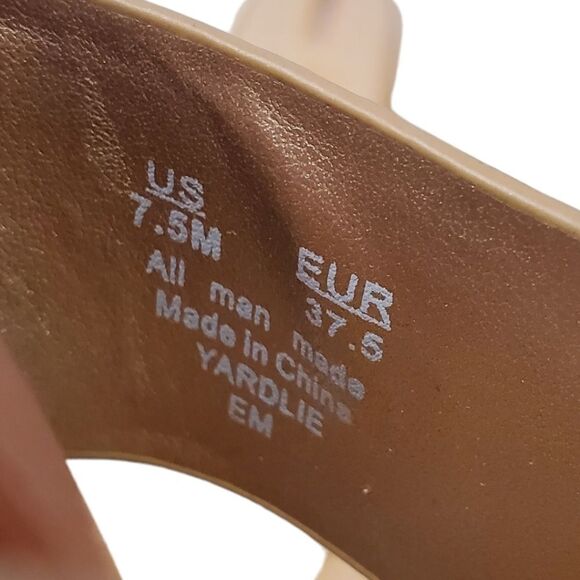 US EUR
7.5M 37.5
All man made
Made in China
YARDLIE
EM